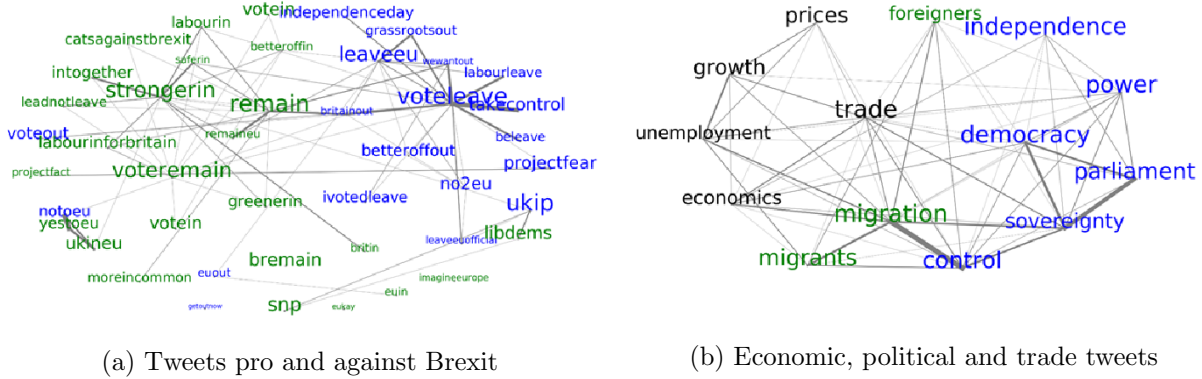 votein
independenceday
labourin
grassrootsout
catsagainstbrexit
betteroffin
leaveeu
saferin
wewantout
intogether
labourleave
strongerin
leadnotleave
remain
voteleave
takecontrol
britainout
voteout
remaineu
beleave
labourforbritain
betteroffout
projectfact
voteremain
projectfear
no2eu
ivotedleave
greenerin
ukip
notoeu
yestoeu
votein
libdems
ukineu
leaveeuofficial
britin
bremain
moreincommon
euout
imagineeurope
euin
getoutnow
snp
(a) Tweets pro and against Brexit
prices
foreigners
independence
growth
power
trade
unemployment
democracy
parliament
economics
migration
sovereignty
migrants
control
(b) Economic, political and trade tweets